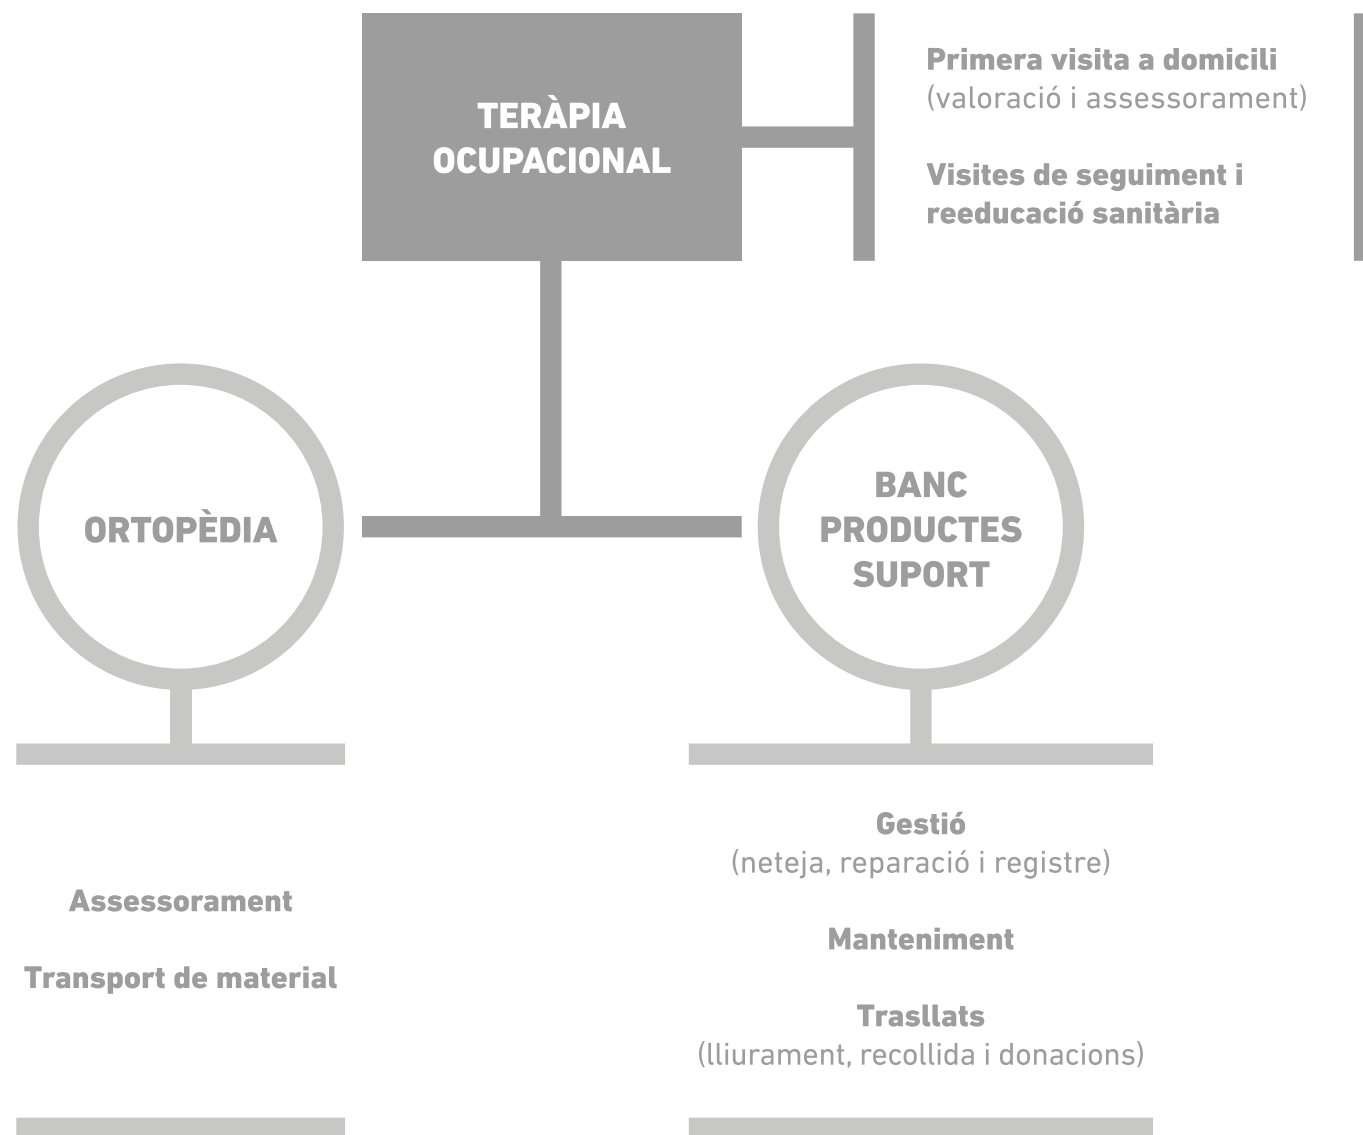 TERÀPIA
OCUPACIONAL
Primera visita a domicili
(valoració i assessorament)
Visites de seguiment i
reeducació sanitària
ORTOPÈDIA
BANC
PRODUCTES
SUPORT
Assessorament
Transport de material
Gestió
(neteja, reparació i registre)
Manteniment
Trasllats
(lliurament, recollida i donacions)